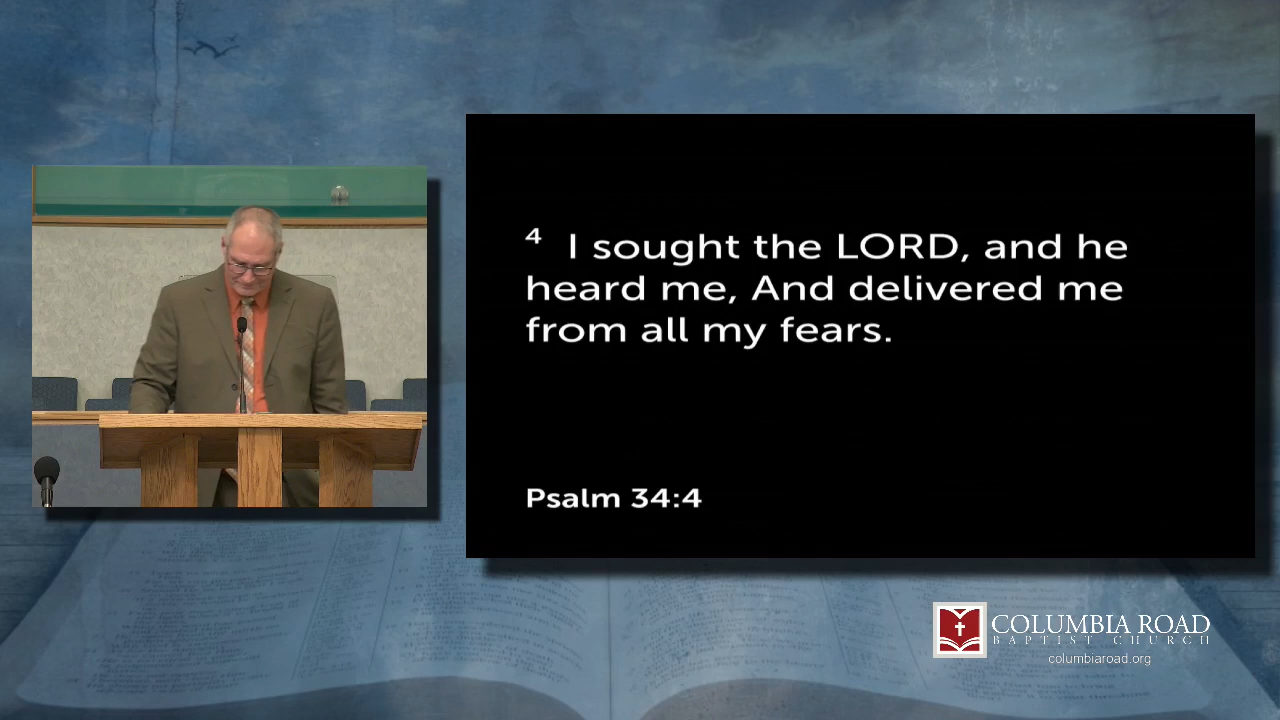 4 I sought the LORD, and he
heard me, And delivered me
from all my fears.
Psalm 34:4
COLUMBIA ROAD
BAPTIST CHURCH
columbiaroad.org